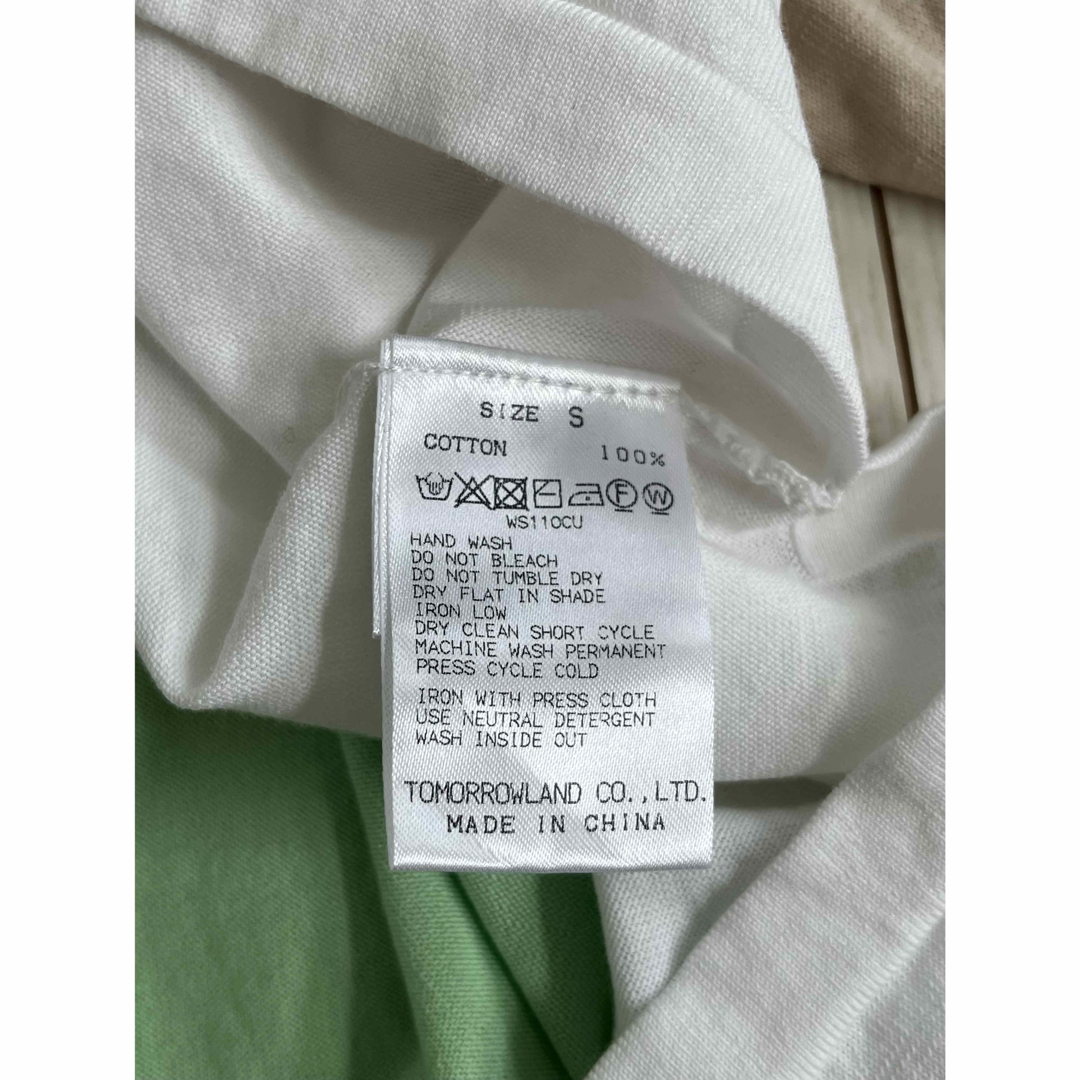 SIZE S
COTTON 100%
F W
WS110CU
HAND WASH
DO NOT BLEACH
DO NOT TUMBLE DRY
DRY FLAT IN SHADE
IRON LOW
DRY CLEAN SHORT CYCLE
MACHINE WASH PERMANENT
PRESS CYCLE COLD
IRON WITH PRESS CLOTH
USE NEUTRAL DETERGENT
WASH INSIDE OUT
TOMORROWLAND CO.,LTD.
MADE IN CHINA